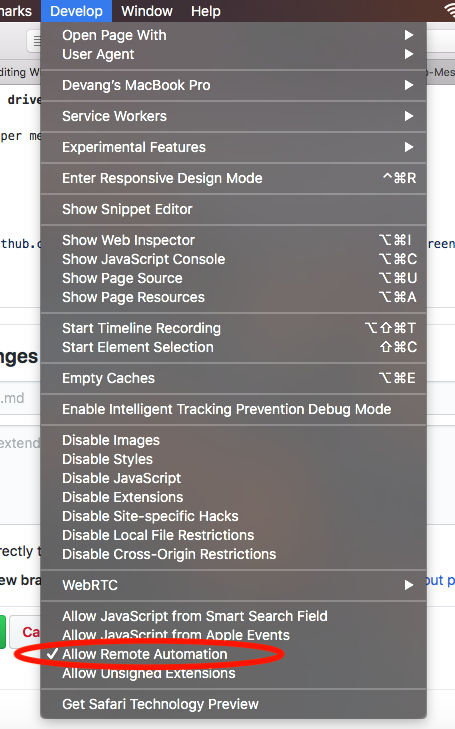 marks Develop Window Help
Open Page With
User Agent
diting W
Devang's MacBook Pro
o-Mes
drive
Service Workers
per me
Experimental Features
Enter Responsive Design Mode ^⌘R
Show Snippet Editor
Show Web Inspector ⌥⌘I
thub.c
reen
Show JavaScript Console ⌥⌘C
Show Page Source ⌥⌘U
Show Page Resources ⌥⌘A
Start Timeline Recording ⌥⇧⌘T
Start Element Selection ⇧⌘C
nges
Empty Caches ⌥⌘E
.md
Enable Intelligent Tracking Prevention Debug Mode
Disable Images
extend
Disable Styles
Disable JavaScript
Disable Extensions
Disable Site-specific Hacks
Disable Local File Restrictions
Disable Cross-Origin Restrictions
rectly t
WebRTC
ew bra
out p
Allow JavaScript from Smart Search Field
Ca
Allow JavaScript from Apple Events
✓ Allow Remote Automation
Allow Unsigned Extensions
Get Safari Technology Preview